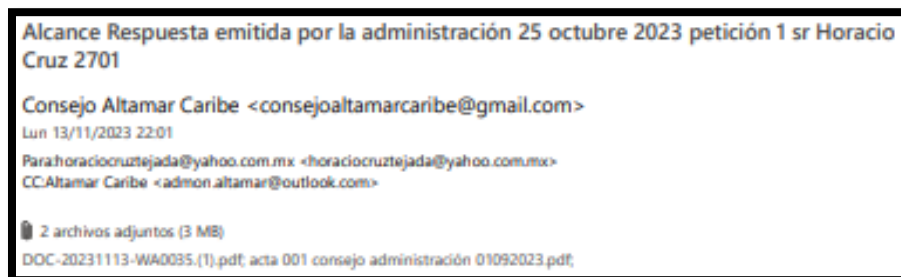 Alcance Respuesta emitida por la administración 25 octubre 2023 petición 1 sr Horacio
Cruz 2701
Consejo Altamar Caribe <consejoaltamarcaribe@gmail.com>
Lun 13/11/2023 22:01
Para:horaciocruztejada@yahoo.com.mx <horaciocruztejada@yahoo.com.mx>
CC:Altamar Caribe <admon.altamar@outlook.com>
2 archivos adjuntos (3 MB)
DOC-20231113-WA0035.(1).pdf; acta 001 consejo administración 01092023.pdf;